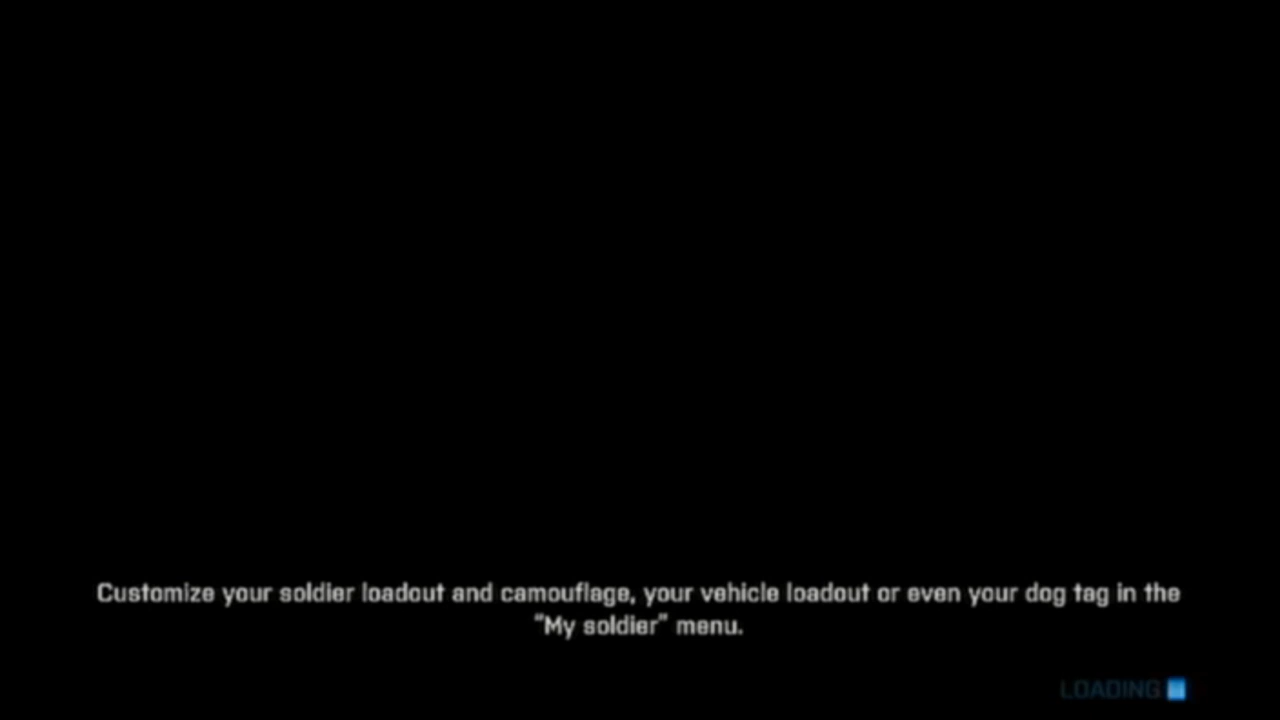 Customize your soldier loadout and camouflage, your vehicle loadout or even your dog tag in the
"My soldier" menu.
LOADING